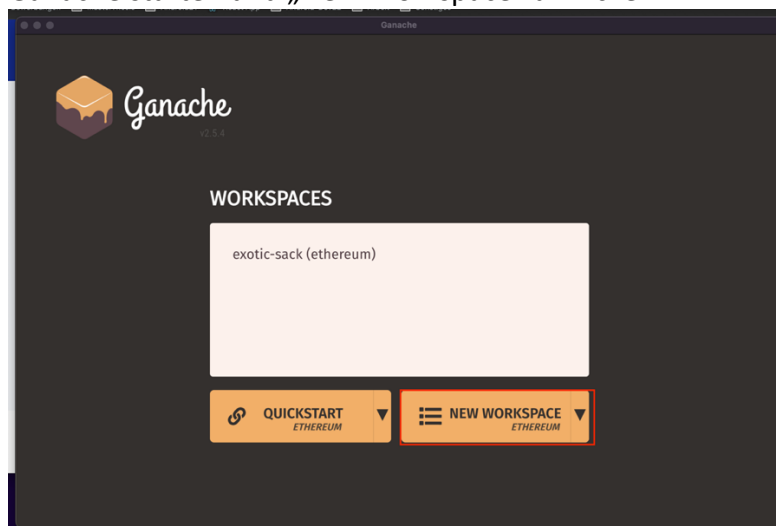 Ganache
Ganache
v2.5.4
WORKSPACES
exotic-sack (ethereum)
QUICKSTART
ETHEREUM
NEW WORKSPACE
ETHEREUM